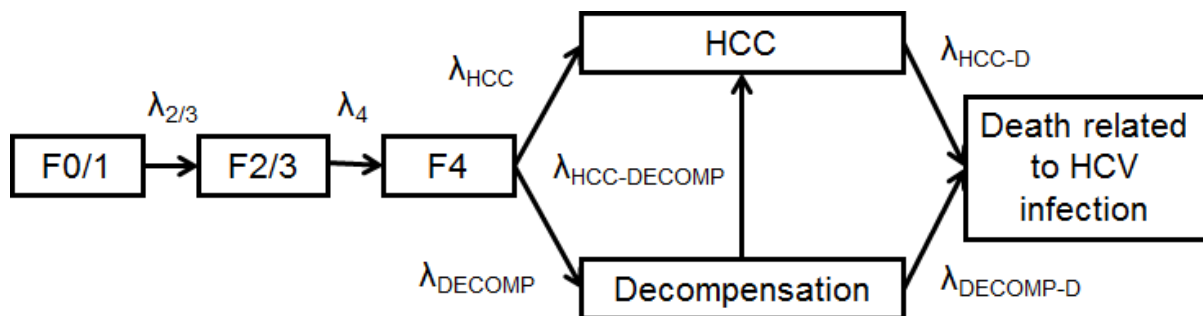 HCC
λHCC
λHCC-D
λ2/3
λ4
F0/1
F2/3
F4
λHCC-DECOMP
Death related
to HCV
infection
λDECOMP
Decompensation
λDECOMP-D